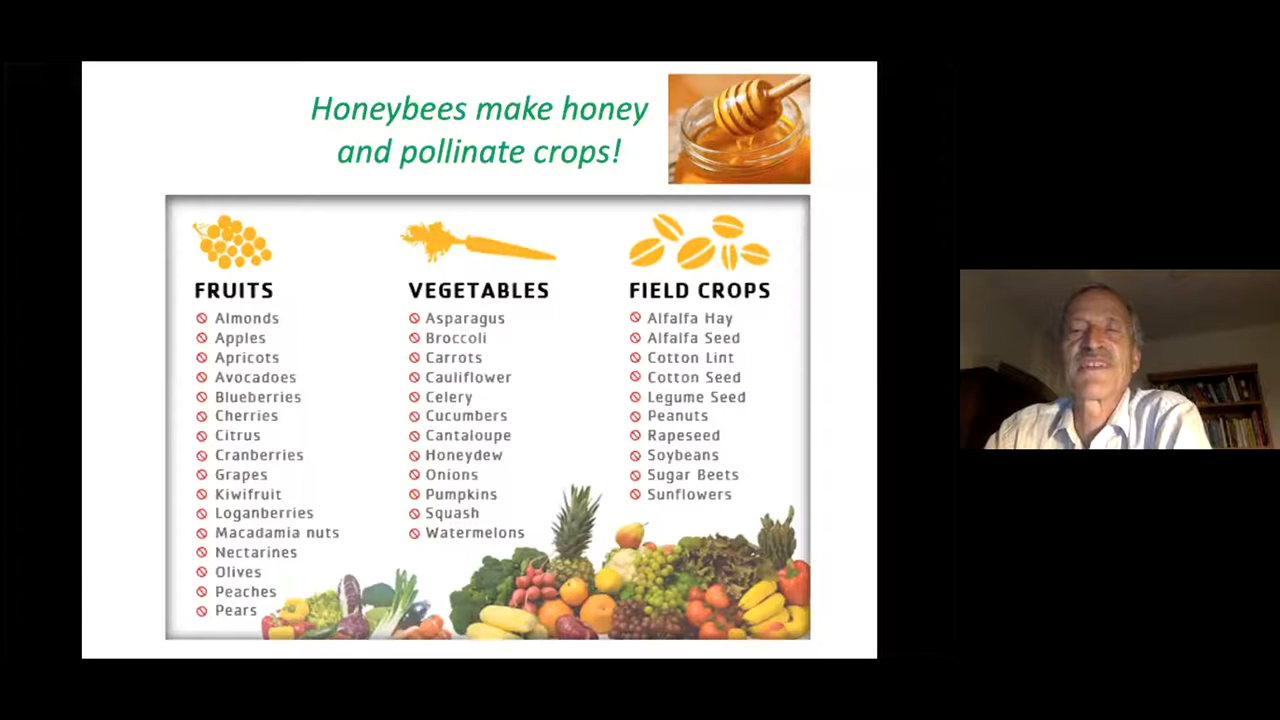 Honeybees make honey
and pollinate crops!
FRUITS
Almonds
Apples
Apricots
Avocadoes
Blueberries
Cherries
Citrus
Cranberries
Grapes
Kiwifruit
Loganberries
Macadamia nuts
Nectarines
Olives
Peaches
Pears
VEGETABLES
Asparagus
Broccoli
Carrots
Cauliflower
Celery
Cucumbers
Cantaloupe
Honeydew
Onions
Pumpkins
Squash
Watermelons
FIELD CROPS
Alfalfa Hay
Alfalfa Seed
Cotton Lint
Cotton Seed
Legume Seed
Peanuts
Rapeseed
Soybeans
Sugar Beets
Sunflowers